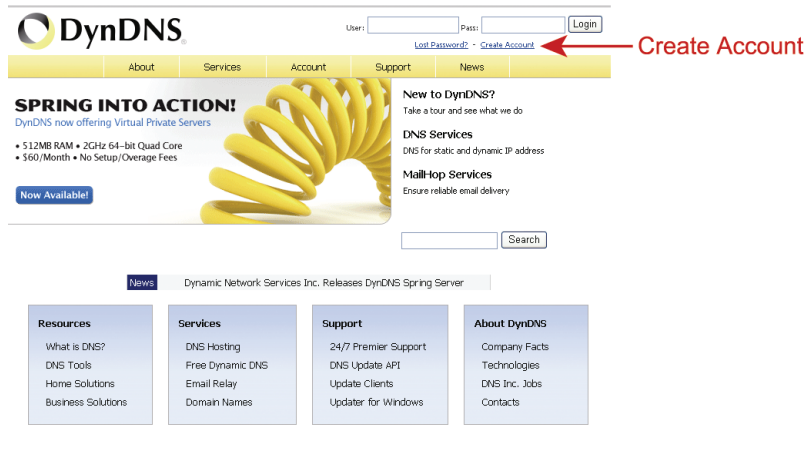 DynDNS
User: Pass: Login
Lost Password? - Create Account
Create Account
About Services Account Support News
SPRING INTO ACTION!
DynDNS now offering Virtual Private Servers
• 512MB RAM • 2GHz 64-bit Quad Core
• $60/Month • No Setup/Overage Fees
Now Available!
New to DynDNS?
Take a tour and see what we do
DNS Services
DNS for static and dynamic IP address
MailHop Services
Ensure reliable email delivery
Search
News Dynamic Network Services Inc. Releases DynDNS Spring Server
Resources
What is DNS?
DNS Tools
Home Solutions
Business Solutions
Services
DNS Hosting
Free Dynamic DNS
Email Relay
Domain Names
Support
24/7 Premier Support
DNS Update API
Update Clients
Updater for Windows
About DynDNS
Company Facts
Technologies
DNS Inc. Jobs
Contacts